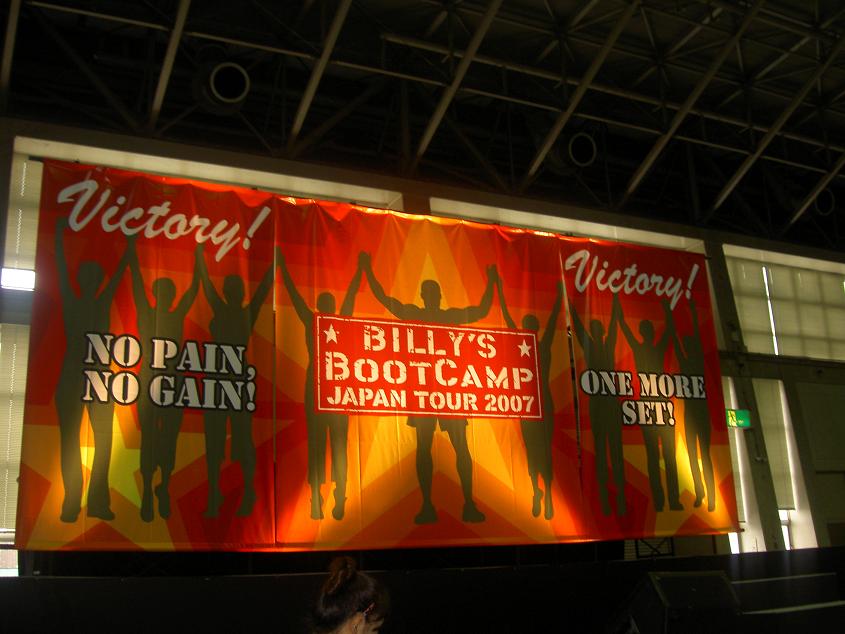 Victory!
NO PAIN,
NO GAIN!
BILLY'S
BOOTCAMP
JAPAN TOUR 2007
Victory!
ONE MORE
SET!